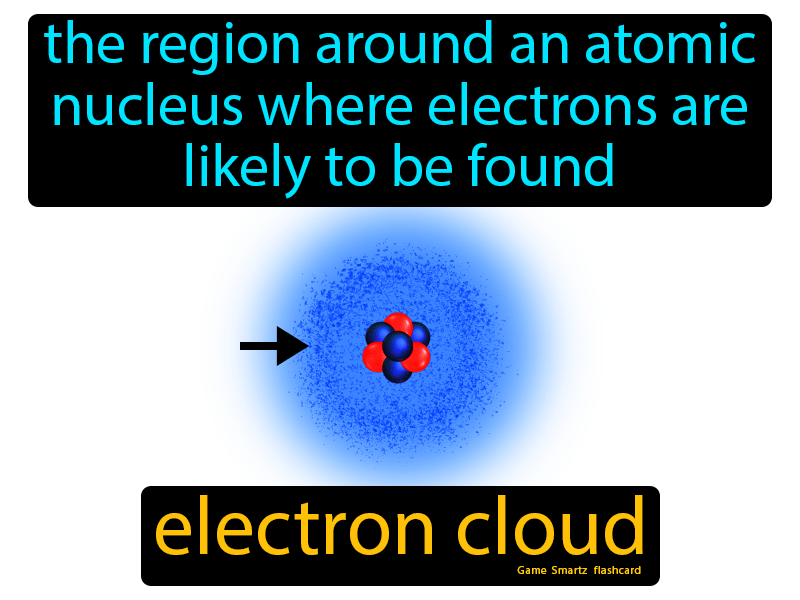 the region around an atomic
nucleus where electrons are
likely to be found
electron cloud
Game Smartz flashcard